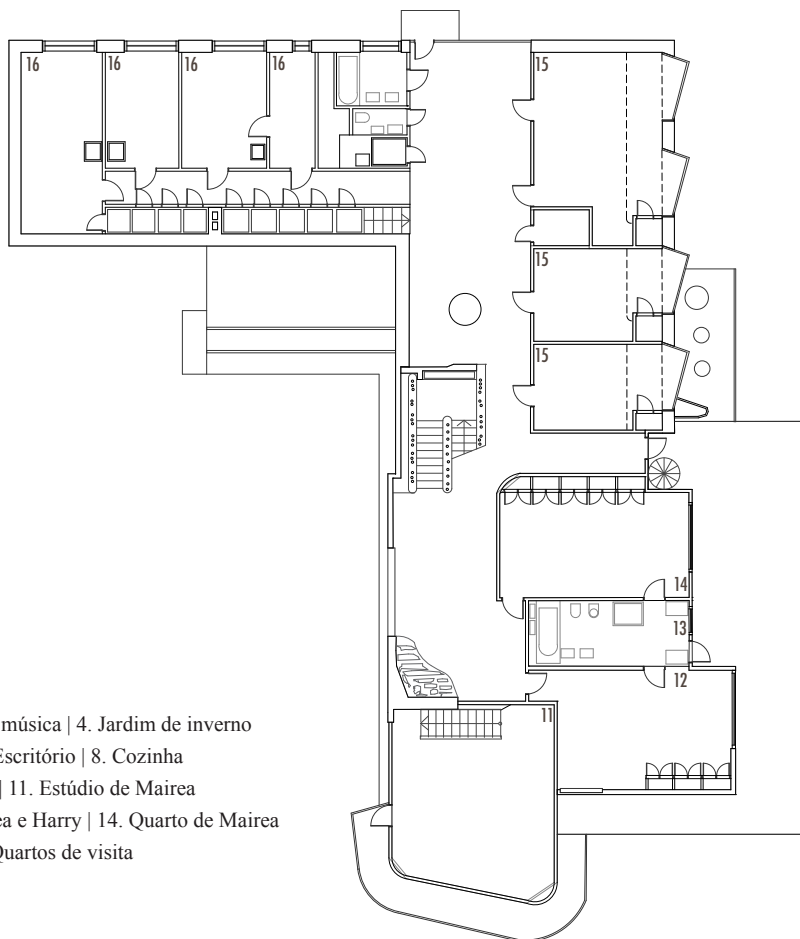 16 16 16 16 15
15
15
14
13
12
11
música | 4. Jardim de inverno
Escritório | 8. Cozinha
| 11. Estúdio de Mairea
ea e Harry | 14. Quarto de Mairea
Quartos de visita